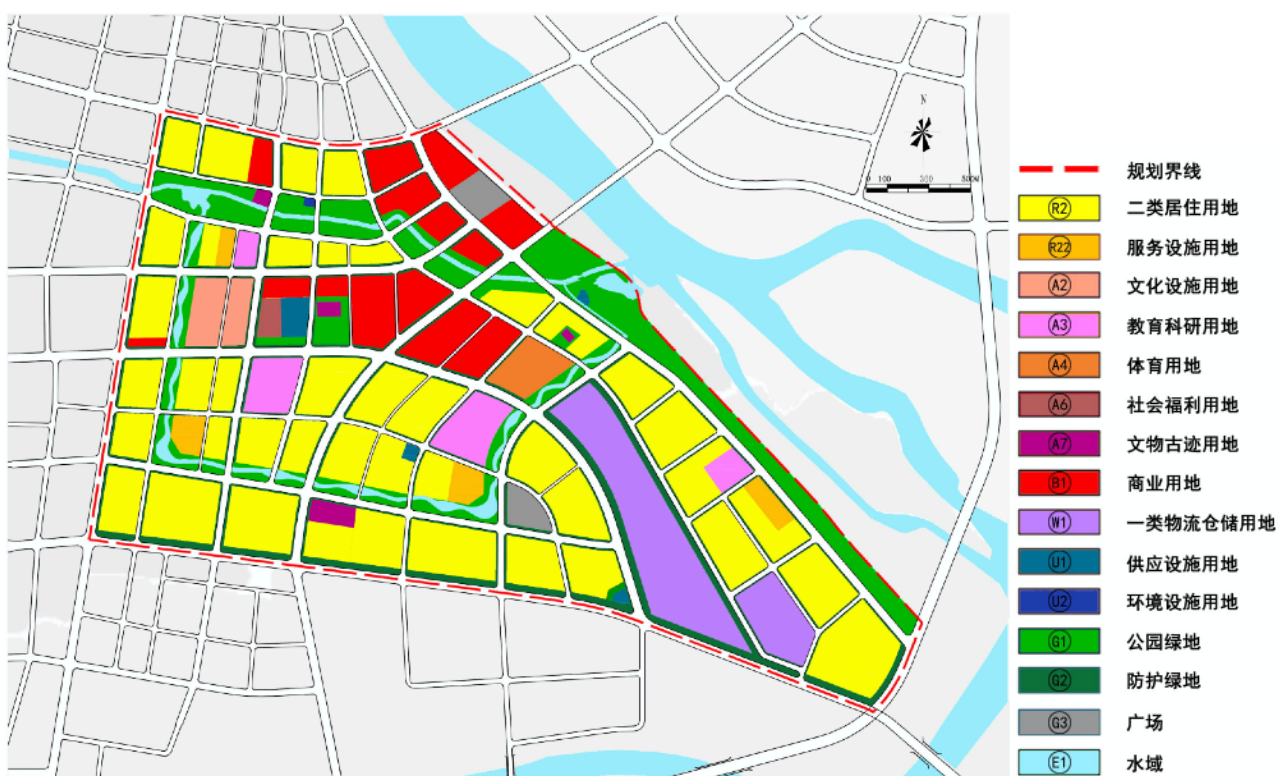 N
0 100 300 500M
规划界线
R2 二类居住用地
R22 服务设施用地
A2 文化设施用地
A3 教育科研用地
A4 体育用地
A6 社会福利用地
A7 文物古迹用地
B1 商业用地
W1 一类物流仓储用地
U1 供应设施用地
U2 环境设施用地
G1 公园绿地
G2 防护绿地
G3 广场
E1 水域